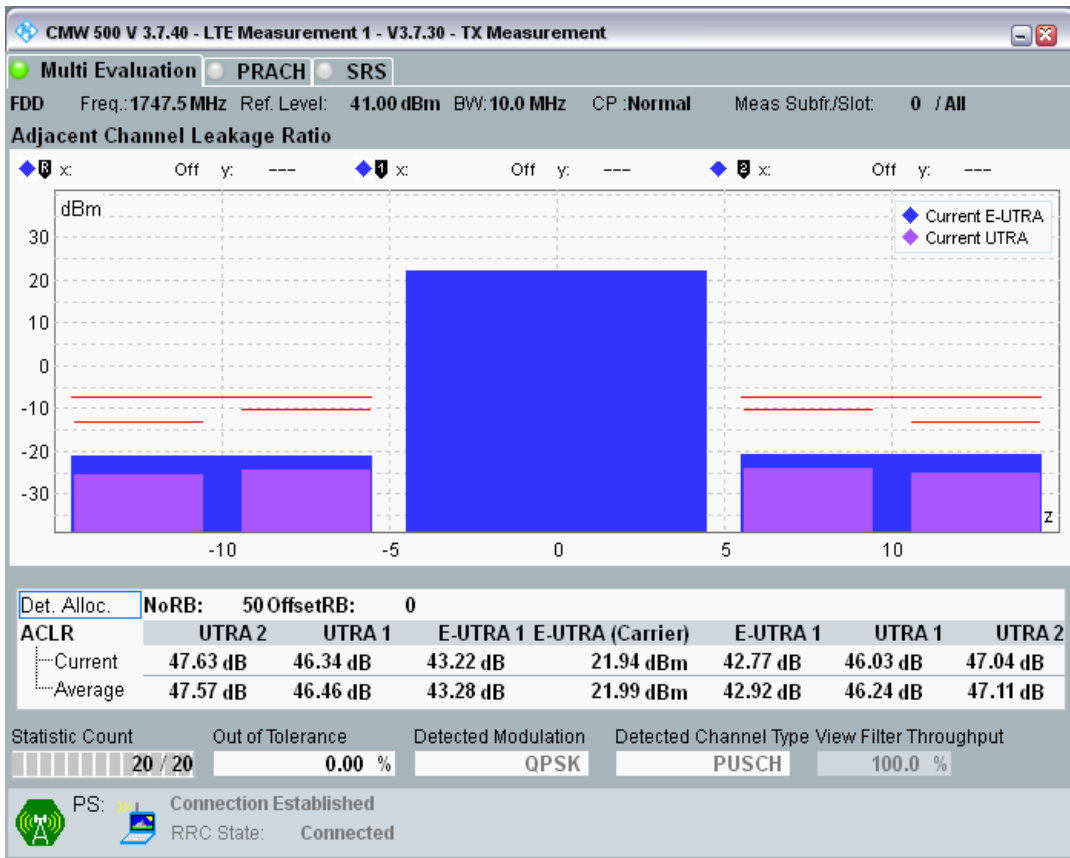 CMW 500 V 3.7.40 - LTE Measurement 1 - V3.7.30 - TX Measurement
Multi Evaluation PRACH SRS
FDD Freq.:1747.5 MHz Ref. Level: 41.00 dBm BW:10.0 MHz CP :Normal Meas Subfr./Slot: 0 / All
Adjacent Channel Leakage Ratio
R x: Off y: --- 1 x: Off y: --- 2 x: Off y: ---
dBm
Current E-UTRA
Current UTRA
30
20
10
0
-10
-20
-30
z
-10 -5 0 5 10
Det. Alloc. NoRB: 50 OffsetRB: 0
ACLR UTRA 2 UTRA 1 E-UTRA 1 E-UTRA (Carrier) E-UTRA 1 UTRA 1 UTRA 2
Current 47.63 dB 46.34 dB 43.22 dB 21.94 dBm 42.77 dB 46.03 dB 47.04 dB
Average 47.57 dB 46.46 dB 43.28 dB 21.99 dBm 42.92 dB 46.24 dB 47.11 dB
Statistic Count Out of Tolerance Detected Modulation Detected Channel Type View Filter Throughput
20 / 20 0.00 % QPSK PUSCH 100.0 %
PS: Connection Established
RRC State: Connected